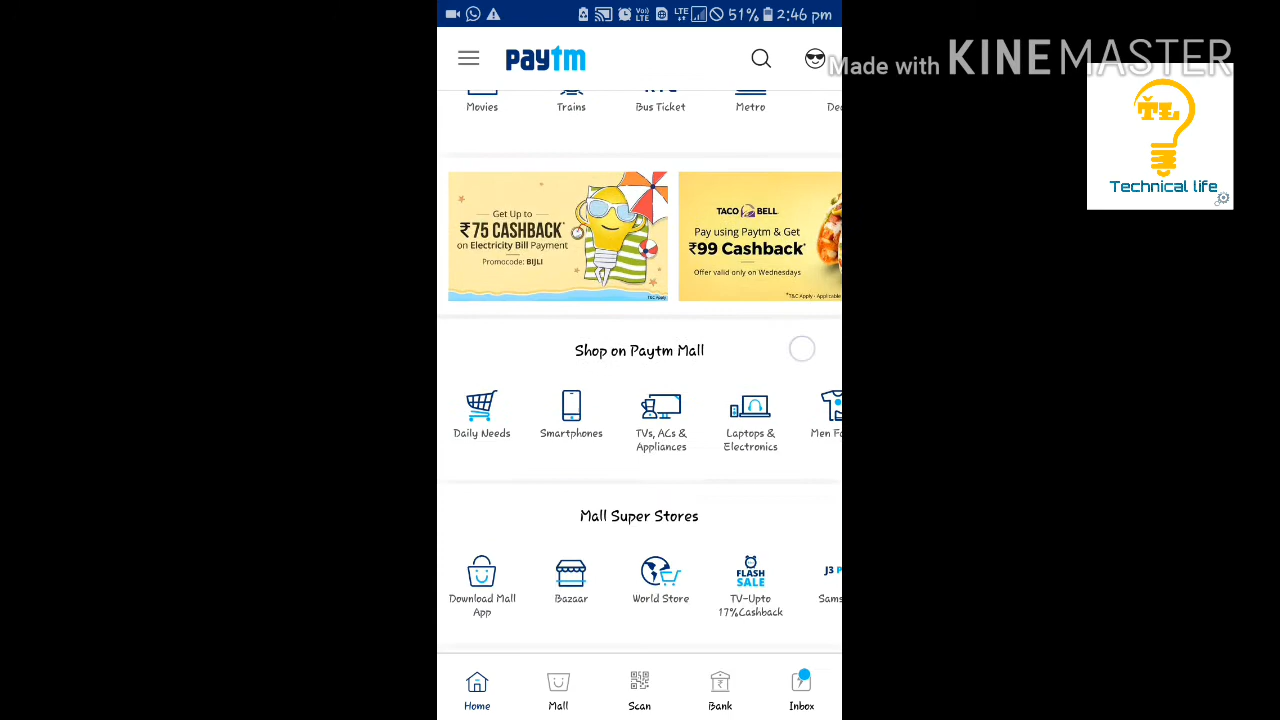 51% 2:46 pm
paytm
Made with KINEMASTER
Technical life
Movies
Trains
Bus Ticket
Metro
Get Up to
₹75 CASHBACK*
on Electricity Bill Payment
Promocode: BIJLI
T&C Apply
TACO BELL
Pay using Paytm & Get
₹99 Cashback*
Offer valid only on Wednesdays
*T&C Apply · Applicable
Shop on Paytm Mall
Daily Needs
Smartphones
TVs, ACs &
Appliances
Laptops &
Electronics
Men
Mall Super Stores
FLASH
SALE
J3
Download Mall
App
Bazaar
World Store
TV-Upto
17%Cashback
Home
Mall
Scan
Bank
Inbox